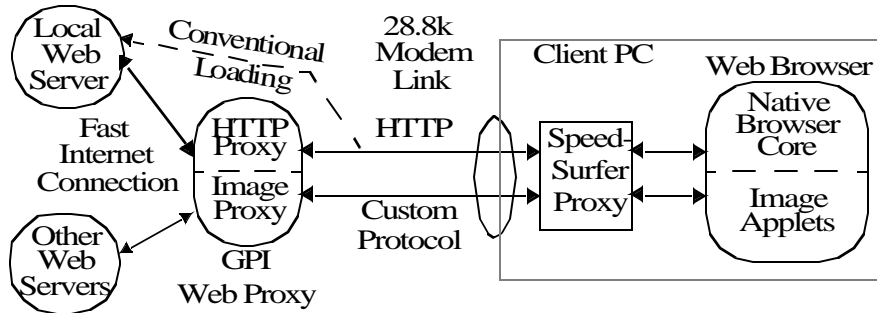 Local
Web
Server
Conventional
Loading
28.8k
Modem
Link
Client PC
Web Browser
Fast
Internet
Connection
HTTP
Proxy
Image
Proxy
HTTP
Custom
Protocol
Speed-
Surfer
Proxy
Native
Browser
Core
Image
Applets
Other
Web
Servers
GPI
Web Proxy